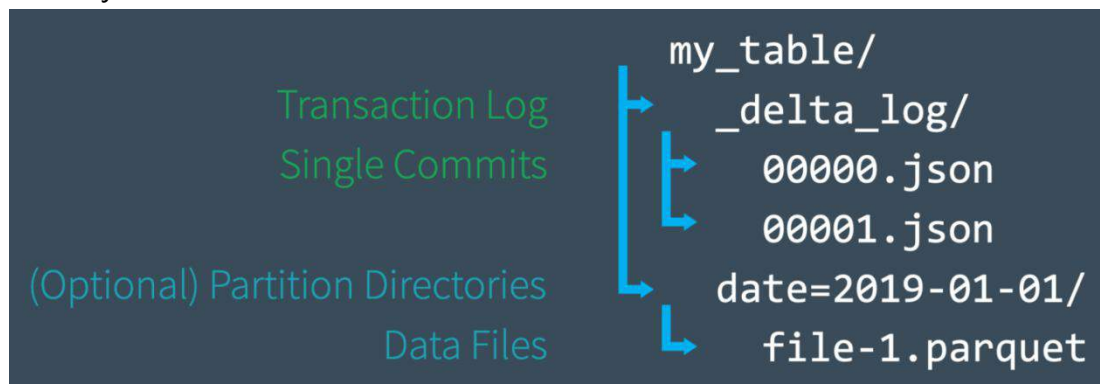 my_table/
Transaction Log _delta_log/
Single Commits 00000.json
00001.json
(Optional) Partition Directories date=2019-01-01/
Data Files file-1.parquet